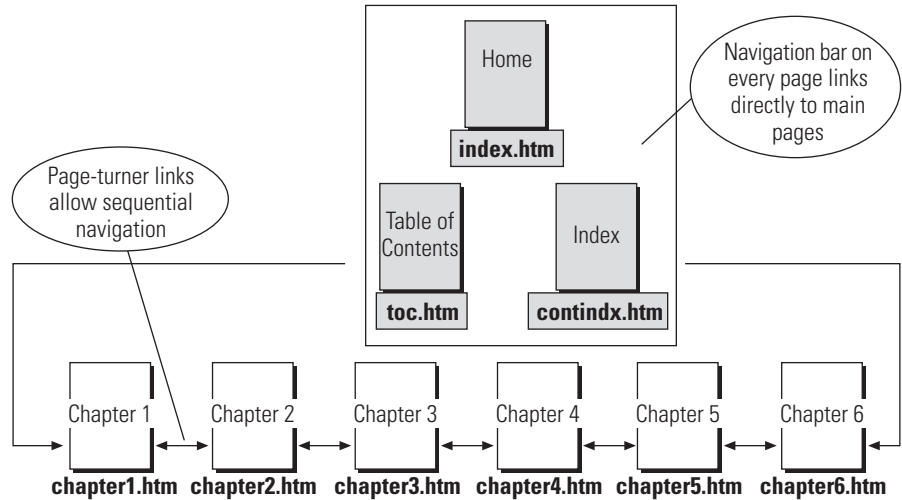 Home
index.htm
Navigation bar on
every page links
directly to main
pages
Page-turner links
allow sequential
navigation
Table of
Contents
toc.htm
Index
contindx.htm
Chapter 1
Chapter 2
Chapter 3
Chapter 4
Chapter 5
Chapter 6
chapter1.htm
chapter2.htm
chapter3.htm
chapter4.htm
chapter5.htm
chapter6.htm